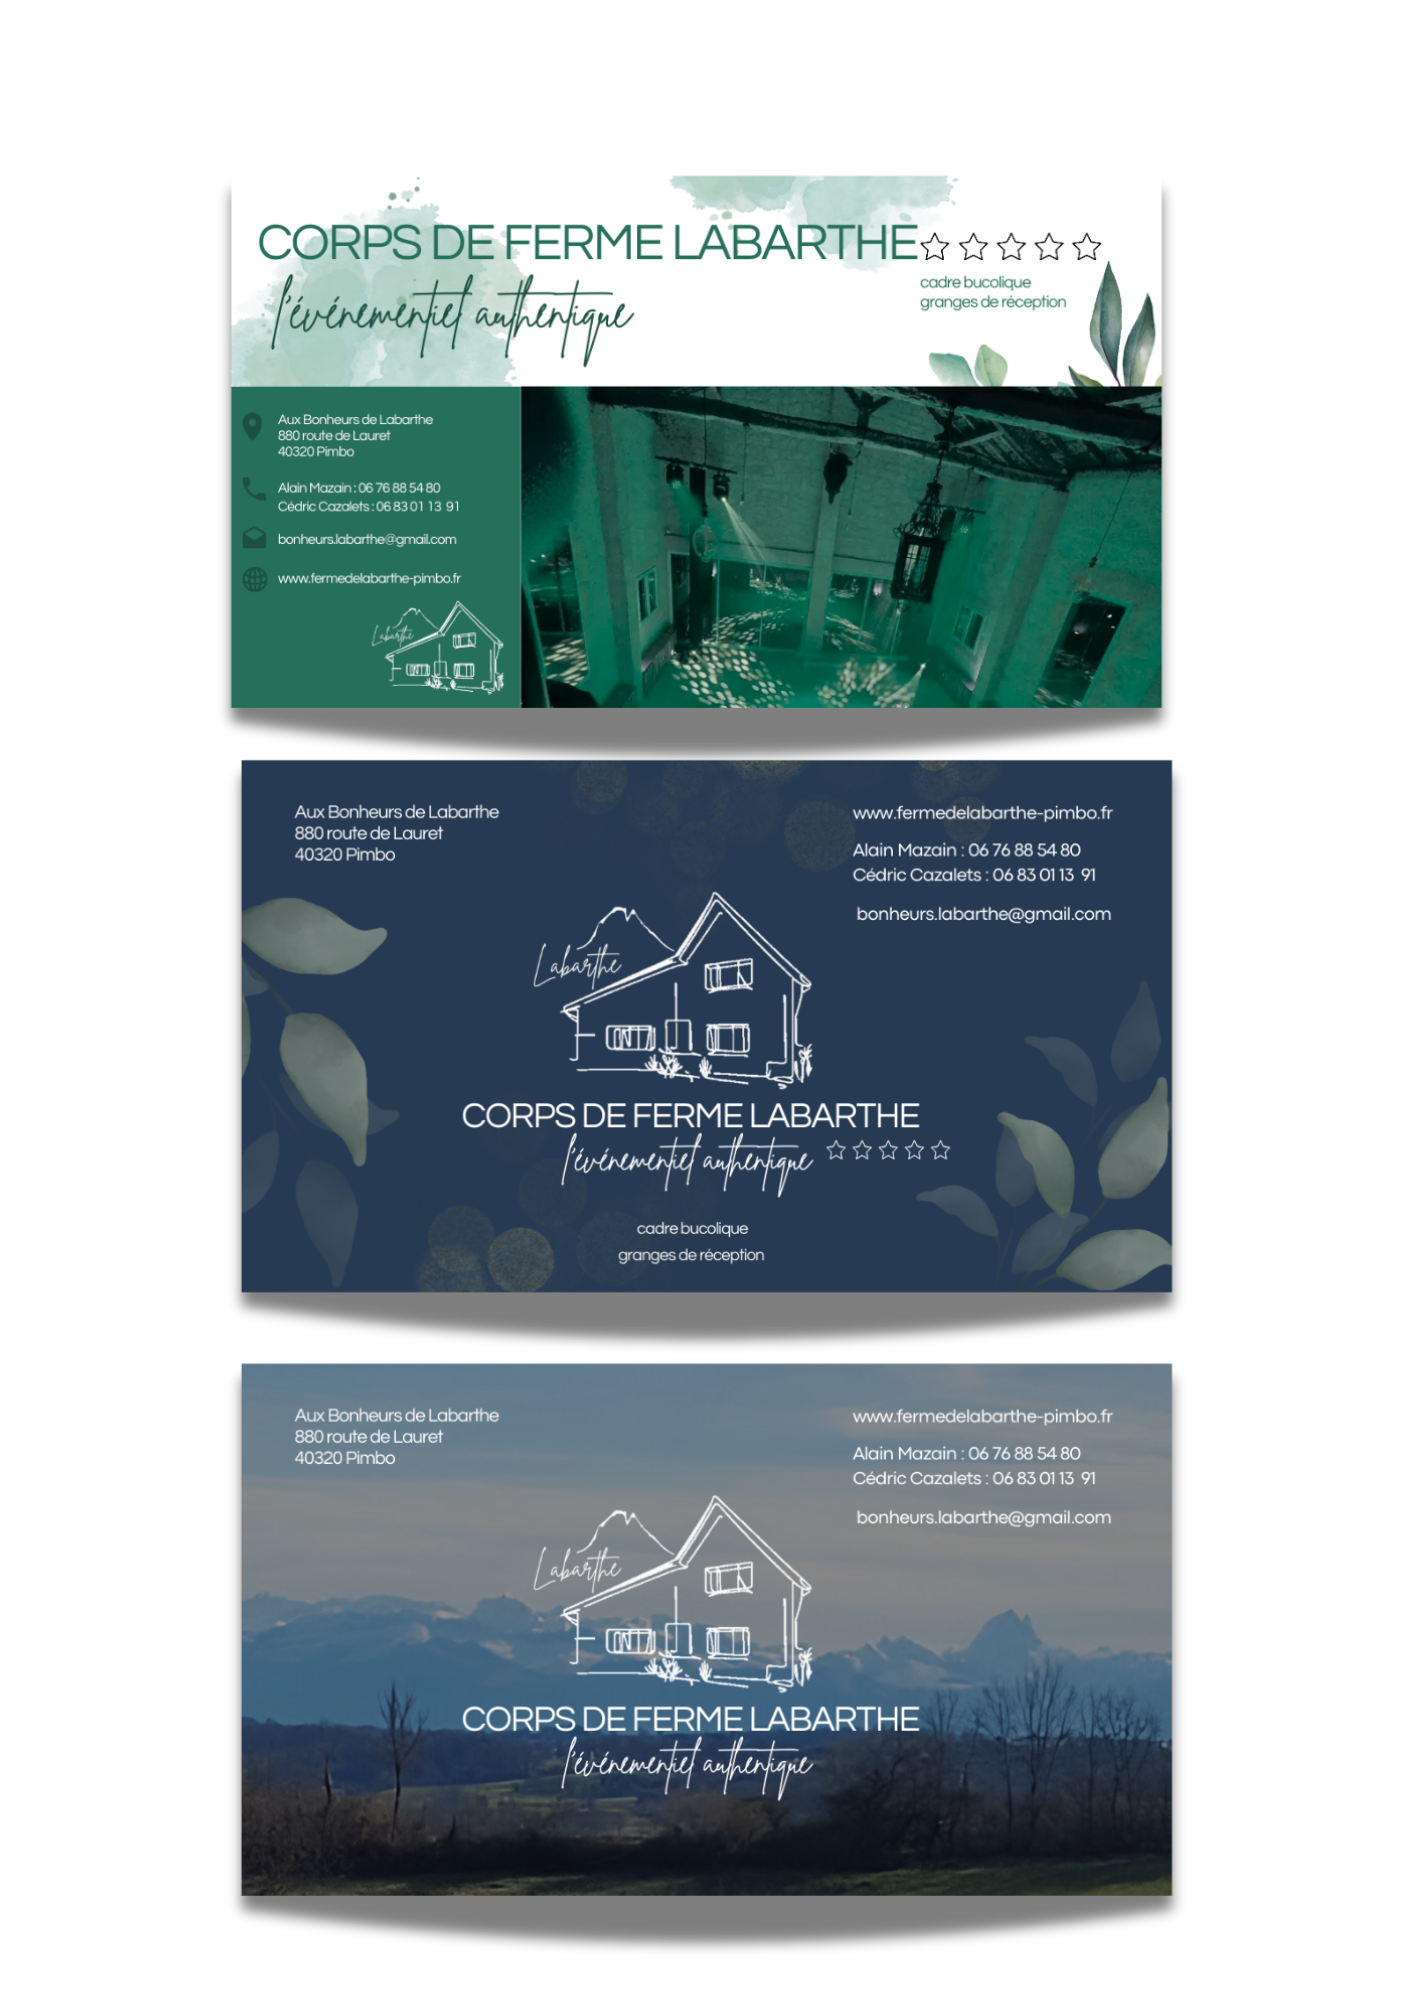 CORPS DE FERME LABARTHE
l'événementiel authentique
cadre bucolique
granges de réception
Aux Bonheurs de Labarthe
880 route de Lauret
40320 Pimbo
Alain Mazain : 06 76 88 54 80
Cédric Cazalets : 06 83 01 13 91
bonheurs.labarthe@gmail.com
www.fermedelabarthe-pimbo.fr
Labarthe
Aux Bonheurs de Labarthe
880 route de Lauret
40320 Pimbo
www.fermedelabarthe-pimbo.fr
Alain Mazain : 06 76 88 54 80
Cédric Cazalets : 06 83 01 13 91
bonheurs.labarthe@gmail.com
Labarthe
CORPS DE FERME LABARTHE
l'événementiel authentique
cadre bucolique
granges de réception
Aux Bonheurs de Labarthe
880 route de Lauret
40320 Pimbo
www.fermedelabarthe-pimbo.fr
Alain Mazain : 06 76 88 54 80
Cédric Cazalets : 06 83 01 13 91
bonheurs.labarthe@gmail.com
Labarthe
CORPS DE FERME LABARTHE
l'événementiel authentique